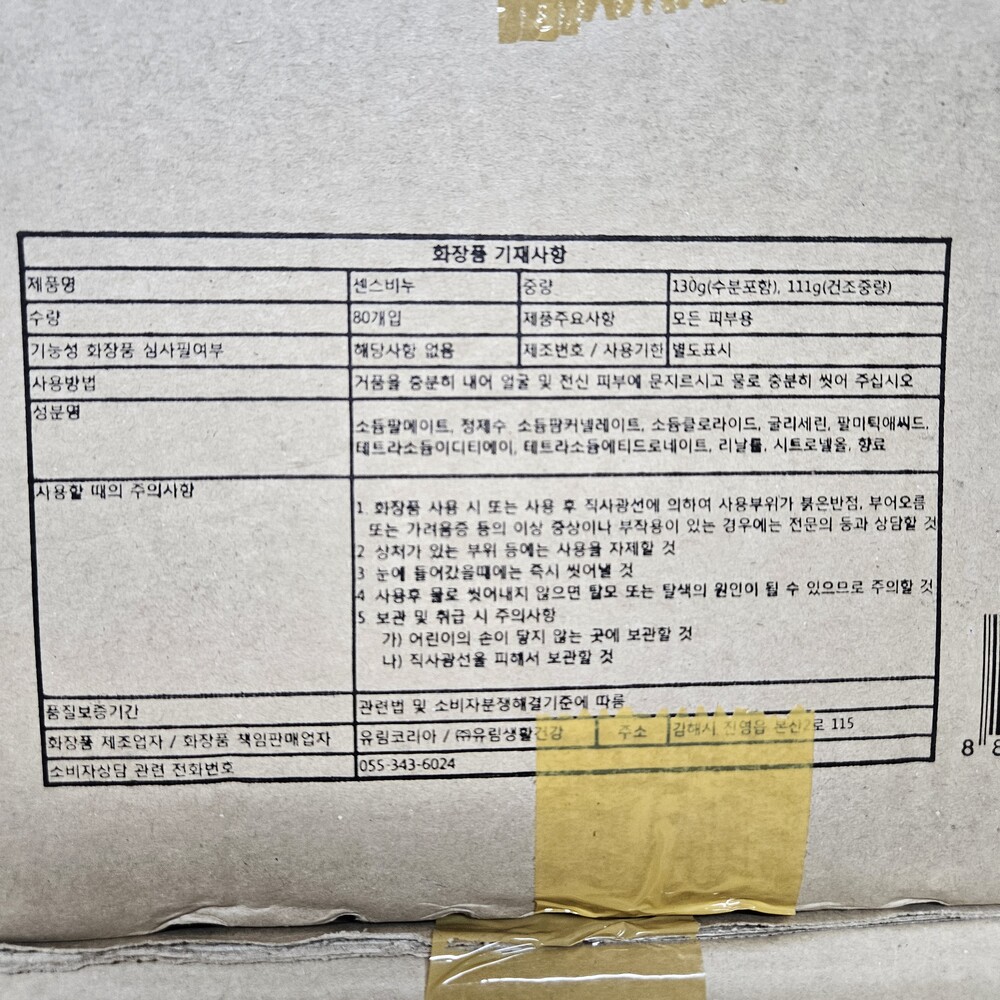 화장품 기재사항
제품명 센스비누 중량 130g(수분포함), 111g(건조중량)
수량 80개입 제품주요사항 모든 피부용
기능성 화장품 심사필여부 해당사항 없음 제조번호 / 사용기한 별도표시
사용방법 거품을 충분히 내어 얼굴 및 전신 피부에 문지르시고 물로 충분히 씻어 주십시오
성분명
소듐팔메이트, 정제수, 소듐팜커넬레이트, 소듐클로라이드, 글리세린, 팔미틱애씨드,
테트라소듐이디티에이, 테트라소듐에티드로네이트, 리날룰, 시트로넬올, 향료
사용할 때의 주의사항
1. 화장품 사용 시 또는 사용 후 직사광선에 의하여 사용부위가 붉은반점, 부어오름
또는 가려움증 등의 이상 증상이나 부작용이 있는 경우에는 전문의 등과 상담할 것
2 상처가 있는 부위 등에는 사용을 자제할 것
3 눈에 들어갔을때에는 즉시 씻어낼 것
4 사용후 물로 씻어내지 않으면 탈모 또는 탈색의 원인이 될 수 있으므로 주의할 것
5 보관 및 취급 시 주의사항
가) 어린이의 손이 닿지 않는 곳에 보관할 것
나) 직사광선을 피해서 보관할 것
품질보증기간 관련법 및 소비자분쟁해결기준에 따름
화장품 제조업자 / 화장품 책임판매업자 유림코리아 / ㈜유림생활건강 주소 김해시 진영읍 본산2로 115
소비자상담 관련 전화번호 055-343-6024
8